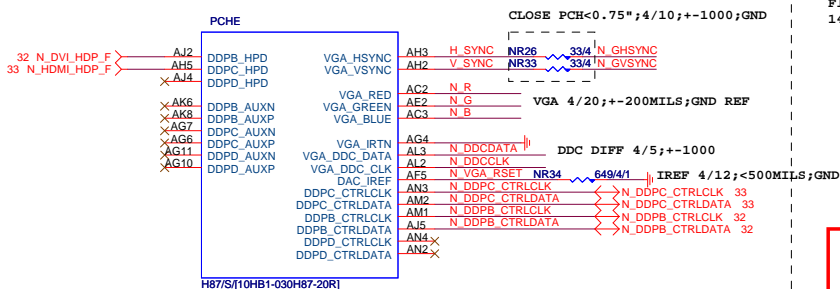 PCHE
CLOSE PCH<0.75";4/10;+-1000;GND
32 N_DVI_HDP_F AJ2 DDPB_HPD VGA_HSYNC AH3 H_SYNC NR26 33/4 N_GHSYNC
33 N_HDMI_HDP_F AH5 DDPC_HPD VGA_VSYNC AH2 V_SYNC NR33 33/4 N_GVSYNC
AJ4 DDPD_HPD
VGA_RED AC2 N_R
AK6 DDPB_AUXN VGA_GREEN AE2 N_G VGA 4/20;+-200MILS;GND REF
AK8 DDPB_AUXP VGA_BLUE AC3 N_B
AG7 DDPC_AUXN
AG6 DDPC_AUXP VGA_IRTN AG4
AG11 DDPD_AUXN VGA_DDC_DATA AL3 N_DDCDATA DDC DIFF 4/5;+-1000
AG10 DDPD_AUXP VGA_DDC_CLK AL2 N_DDCCLK
DAC_IREF AF5 N_VGA_RSET NR34 649/4/1 IREF 4/12;<500MILS;GND
DDPC_CTRLCLK AN3 N_DDPC_CTRLCLK N_DDPC_CTRLCLK 33
DDPC_CTRLDATA AM2 N_DDPC_CTRLDATA N_DDPC_CTRLDATA 33
DDPB_CTRLCLK AM1 N_DDPB_CTRLCLK N_DDPB_CTRLCLK 32
DDPB_CTRLDATA AJ5 N_DDPB_CTRLDATA N_DDPB_CTRLDATA 32
DDPD_CTRLCLK AN4
DDPD_CTRLDATA AN2
H87/S/[10HB1-030H87-20R]